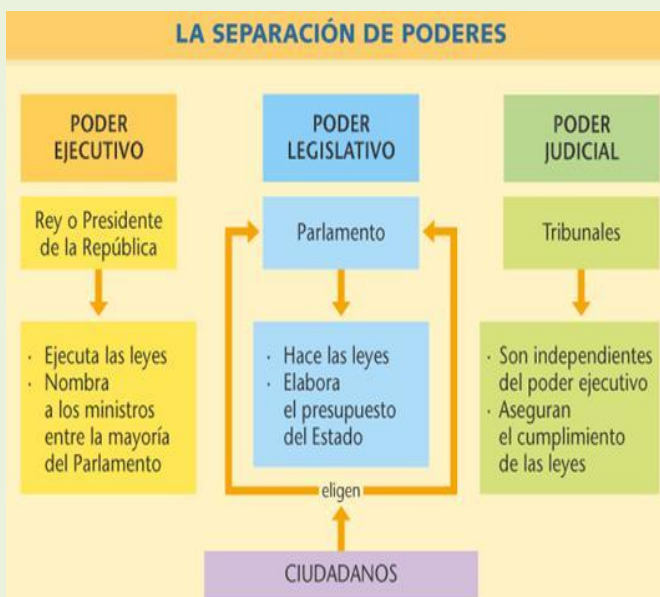 LA SEPARACIÓN DE PODERES
PODER
EJECUTIVO
Rey o Presidente
de la República
· Ejecuta las leyes
· Nombra
a los ministros
entre la mayoría
del Parlamento
PODER
LEGISLATIVO
Parlamento
· Hace las leyes
· Elabora
el presupuesto
del Estado
PODER
JUDICIAL
Tribunales
· Son independientes
del poder ejecutivo
· Aseguran
el cumplimiento
de las leyes
eligen
CIUDADANOS